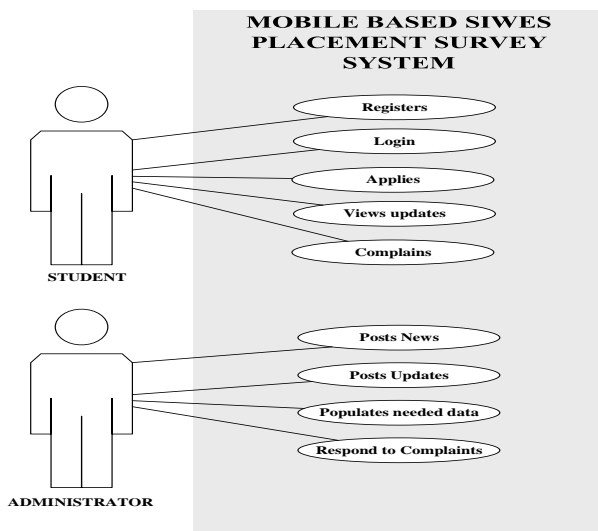 MOBILE BASED SIWES
PLACEMENT SURVEY
SYSTEM
Registers
Login
Applies
Views updates
Complains
STUDENT
Posts News
Posts Updates
Populates needed data
Respond to Complaints
ADMINISTRATOR